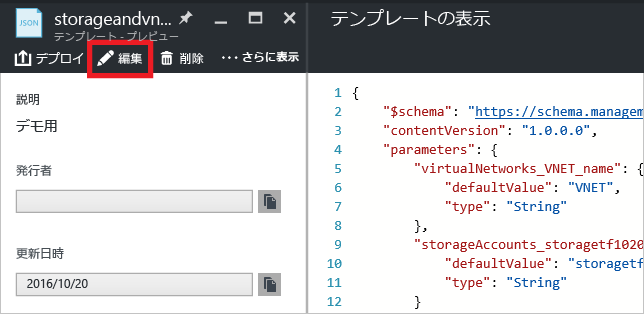 JSON
storageandvn...
テンプレート - プレビュー
デプロイ 編集 削除 ··· さらに表示
説明
デモ用
発行者
更新日時
2016/10/20
テンプレートの表示
1 {
2 "$schema": "https://schema.managem
3 "contentVersion": "1.0.0.0",
4 "parameters": {
5 "virtualNetworks_VNET_name": {
6 "defaultValue": "VNET",
7 "type": "String"
8 },
9 "storageAccounts_storagetf1020
10 "defaultValue": "storagetf
11 "type": "String"
12 }